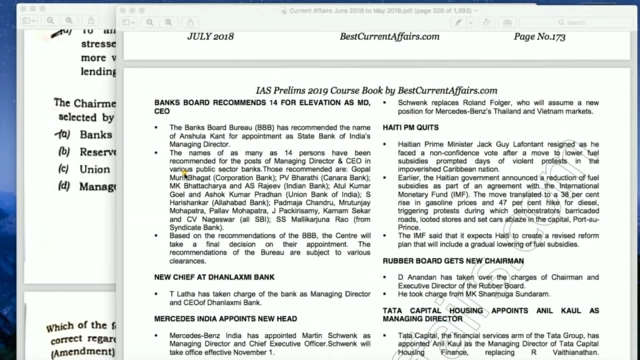 Current Affairs June 2018 to May 2019.pdf (page 328 of 1,593)
Search
JULY 2018 BestCurrentAffairs.com Page No.173
IAS Prelims 2019 Course Book by BestCurrentAffairs.com
BANKS BOARD RECOMMENDS 14 FOR ELEVATION AS MD,
CEO
The Banks Board Bureau (BBB) has recommended the name
of Anshula Kant for appointment as State Bank of India's
Managing Director.
The names of as many as 14 persons have been
recommended for the posts of Managing Director & CEO in
various public sector banks.Those recommended are: Gopal
Murli Bhagat (Corporation Bank); PV Bharathi (Canara Bank);
MK Bhattacharya and AS Rajeev (Indian Bank); Atul Kumar
Goel and Ashok Kumar Pradhan (Union Bank of India); S
Harishankar (Allahabad Bank); Padmaja Chandru, Mrutunjay
Mohapatra, Pallav Mohapatra, J Packirisamy, Karnam Sekar
and CV Nageswar (all SBI); SS Mallikarjuna Rao (from
Syndicate Bank).
Based on the recommendations of the BBB, the Centre will
take a final decision on their appointment. The
recommendations of the Bureau are subject to various
clearances.
NEW CHIEF AT DHANLAXMI BANK
T Latha has taken charge of the bank as Managing Director
and CEOof Dhanlaxmi Bank.
MERCEDES INDIA APPOINTS NEW HEAD
Mercedes-Benz India has appointed Martin Schwenk as
Managing Director and Chief Executive Officer.Schwenk will
take office effective November 1.
Schwenk replaces Roland Folger, who will assume a new
position for Mercedes-Benz's Thailand and Vietnam markets.
HAITI PM QUITS
Haitian Prime Minister Jack Guy Lafontant resigned as he
faced a non-confidence vote after a move to lower fuel
subsidies prompted days of violent protests in the
impoverished Caribbean nation.
Earlier, the Haitian government announced a reduction of fuel
subsidies as part of an agreement with the International
Monetary Fund (IMF). The move translated to a 38 per cent
rise in gasoline prices and 47 per cent hike for diesel,
triggering protests during which demonstrators barricaded
roads, looted stores and set cars ablaze in the capital, Port-au-
Prince.
The IMF said that it expects Haiti to create a revised reform
plan that will include a gradual lowering of fuel subsidies.
RUBBER BOARD GETS NEW CHAIRMAN
D Anandan has taken over the charges of Chairman and
Executive Director of the Rubber Board.
He took charge from MK Shanmuga Sundaram.
TATA CAPITAL HOUSING APPOINTS ANIL KAUL AS
MANAGING DIRECTOR
Tata Capital, the financial services arm of the Tata Group, has
appointed Anil Kaul as the Managing Director of Tata Capital
Housing Finance, replacing R Vaithianathan.
(a) To
stresse
more v
lending
The Chairme
selected by
(a) Banks
(b) Reserv
(c) Union
(d) Manag
Which of the f
correct regard
(Amendment)